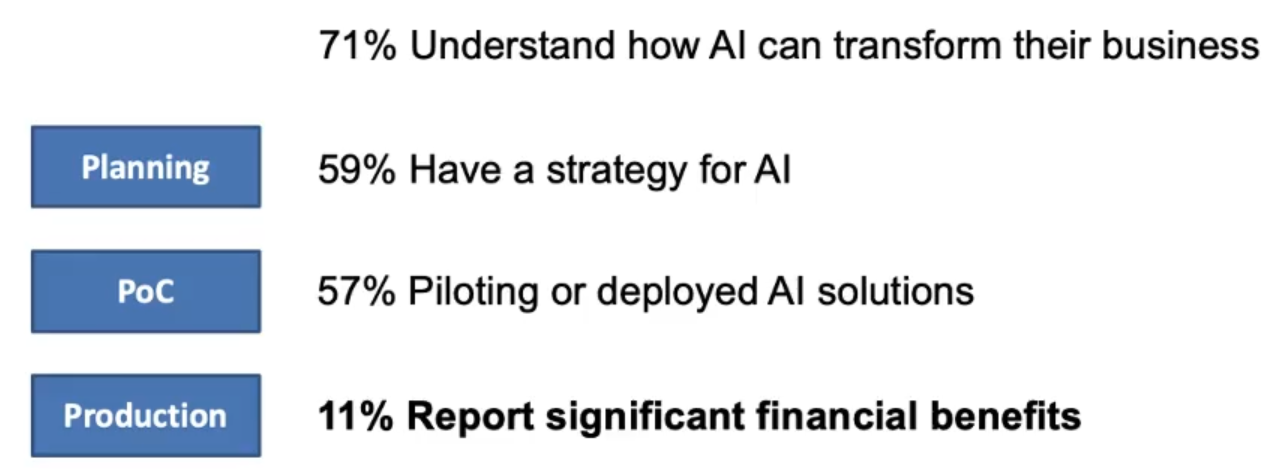 71% Understand how AI can transform their business
Planning
59% Have a strategy for AI
PoC
57% Piloting or deployed AI solutions
Production
11% Report significant financial benefits